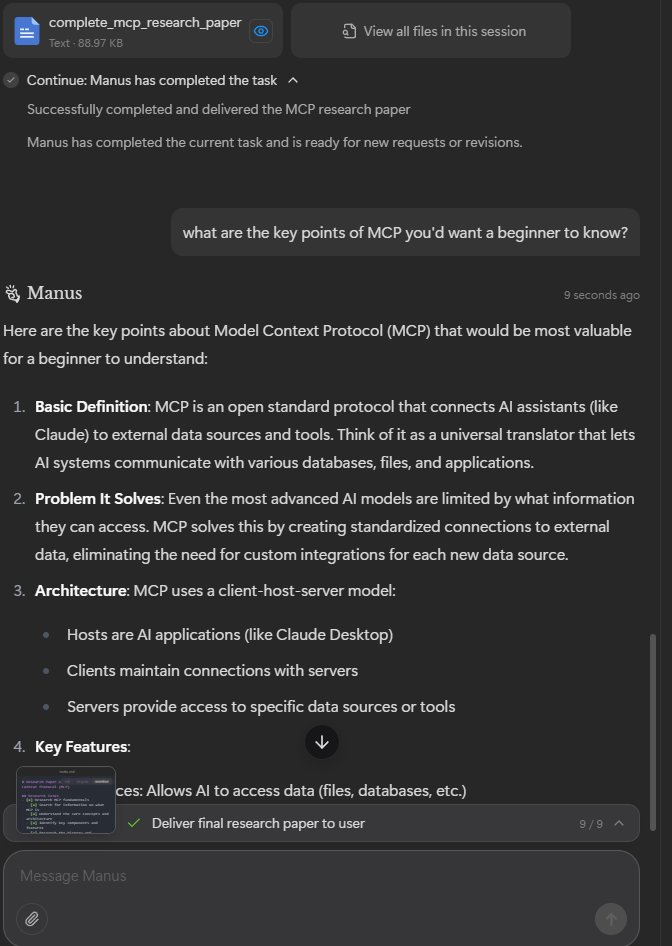 complete_mcp_research_paper
Text · 88.97 KB
View all files in this session
Continue: Manus has completed the task
Successfully completed and delivered the MCP research paper
Manus has completed the current task and is ready for new requests or revisions.
what are the key points of MCP you'd want a beginner to know?
Manus
9 seconds ago
Here are the key points about Model Context Protocol (MCP) that would be most valuable
for a beginner to understand:
1. Basic Definition: MCP is an open standard protocol that connects AI assistants (like
Claude) to external data sources and tools. Think of it as a universal translator that lets
AI systems communicate with various databases, files, and applications.
2. Problem It Solves: Even the most advanced AI models are limited by what information
they can access. MCP solves this by creating standardized connections to external
data, eliminating the need for custom integrations for each new data source.
3. Architecture: MCP uses a client-host-server model:
• Hosts are AI applications (like Claude Desktop)
• Clients maintain connections with servers
• Servers provide access to specific data sources or tools
4. Key Features:
ces: Allows AI to access data (files, databases, etc.)
Deliver final research paper to user
9 / 9
Message Manus